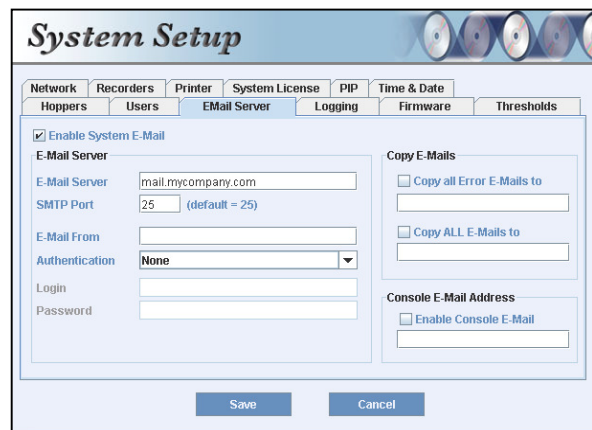 System Setup
Network Recorders Printer System License PIP Time & Date
Hoppers Users EMail Server Logging Firmware Thresholds
Enable System E-Mail
E-Mail Server
E-Mail Server mail.mycompany.com
SMTP Port 25 (default = 25)
E-Mail From
Authentication None
Login
Password
Copy E-Mails
Copy all Error E-Mails to
Copy ALL E-Mails to
Console E-Mail Address
Enable Console E-Mail
Save Cancel